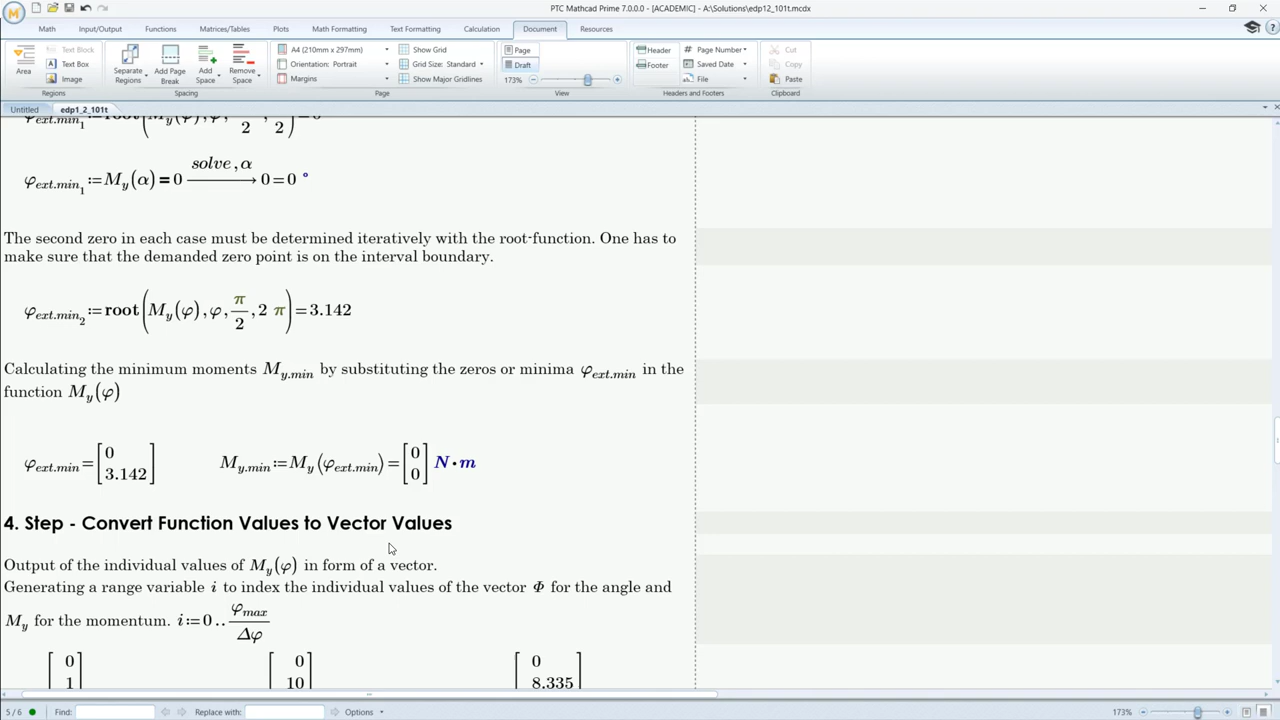 PTC Mathcad Prime 7.0.0.0 - [ACADEMIC] - A:\Solutions\edp12_101t.mcdx
Math Input/Output Functions Matrices/Tables Plots Math Formatting Text Formatting Calculation Document Resources
Area
Text Block
Text Box
Image
Regions
Separate Regions
Add Page Break
Add Space
Remove Space
Spacing
A4 (210mm x 297mm)
Orientation: Portrait
Margins
Show Grid
Grid Size: Standard
Show Major Gridlines
Page
Page
Draft
173%
View
Header
Footer
Page Number
Saved Date
File
Headers and Footers
Cut
Copy
Paste
Clipboard
Untitled edp1_2_101t
φext.min1 := root(My(φ), φ, 2, 2) = 0
φext.min1 := My(α) = 0 solve, α → 0 = 0 °
The second zero in each case must be determined iteratively with the root-function. One has to
make sure that the demanded zero point is on the interval boundary.
φext.min2 := root(My(φ), φ, π/2, 2 π) = 3.142
Calculating the minimum moments My.min by substituting the zeros or minima φext.min in the
function My(φ)
φext.min = [0 3.142] My.min := My(φext.min) = [0 0] N·m
4. Step - Convert Function Values to Vector Values
Output of the individual values of My(φ) in form of a vector.
Generating a range variable i to index the individual values of the vector Φ for the angle and
My for the momentum. i := 0 .. φmax/Δφ
[0 [0 [0
1] 10] 8.335]
5 / 6 Find: Replace with: Options 173%